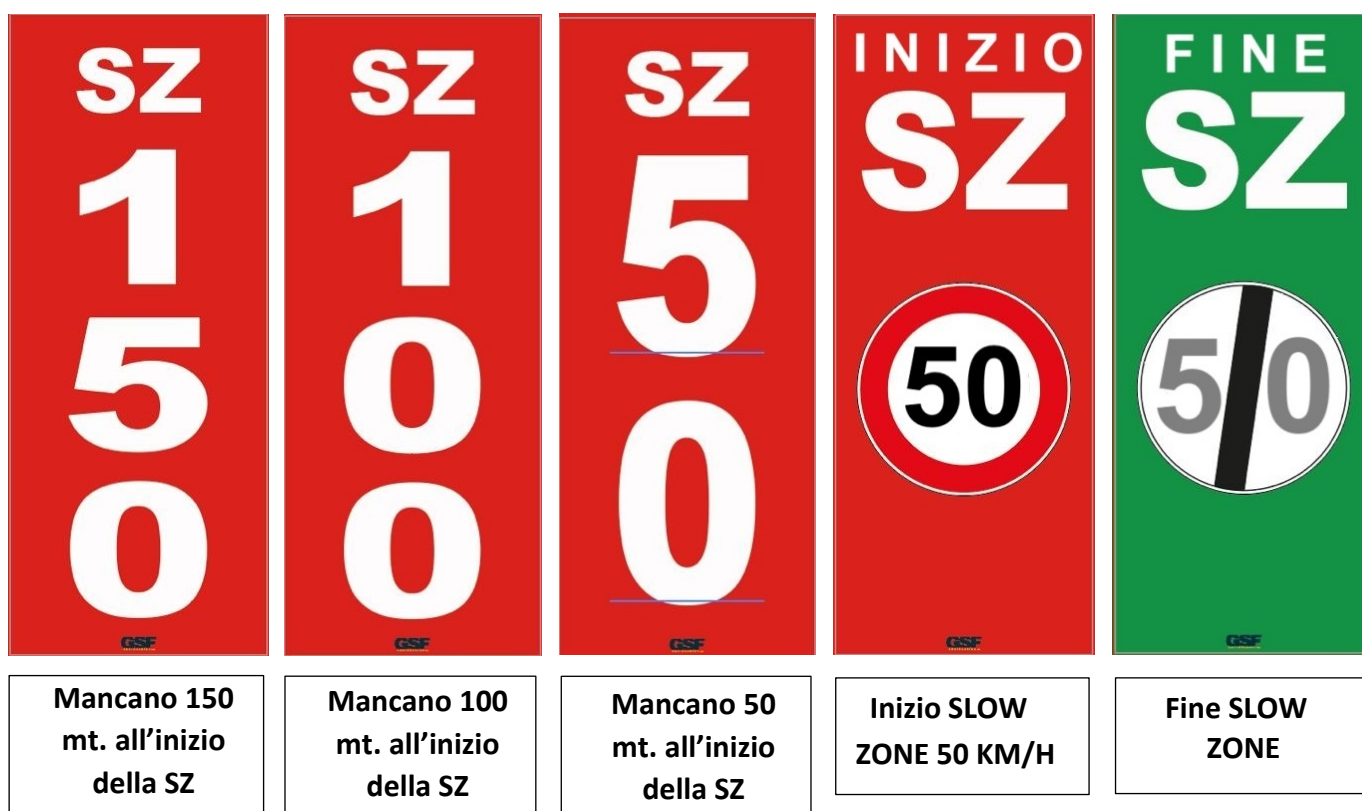 SZ
1
5
0
GSF
Mancano 150
mt. all’inizio
della SZ
SZ
1
0
0
GSF
Mancano 100
mt. all’inizio
della SZ
SZ
5
0
GSF
Mancano 50
mt. all’inizio
della SZ
INIZIO
SZ
50
GSF
Inizio SLOW
ZONE 50 KM/H
FINE
SZ
50
GSF
Fine SLOW
ZONE